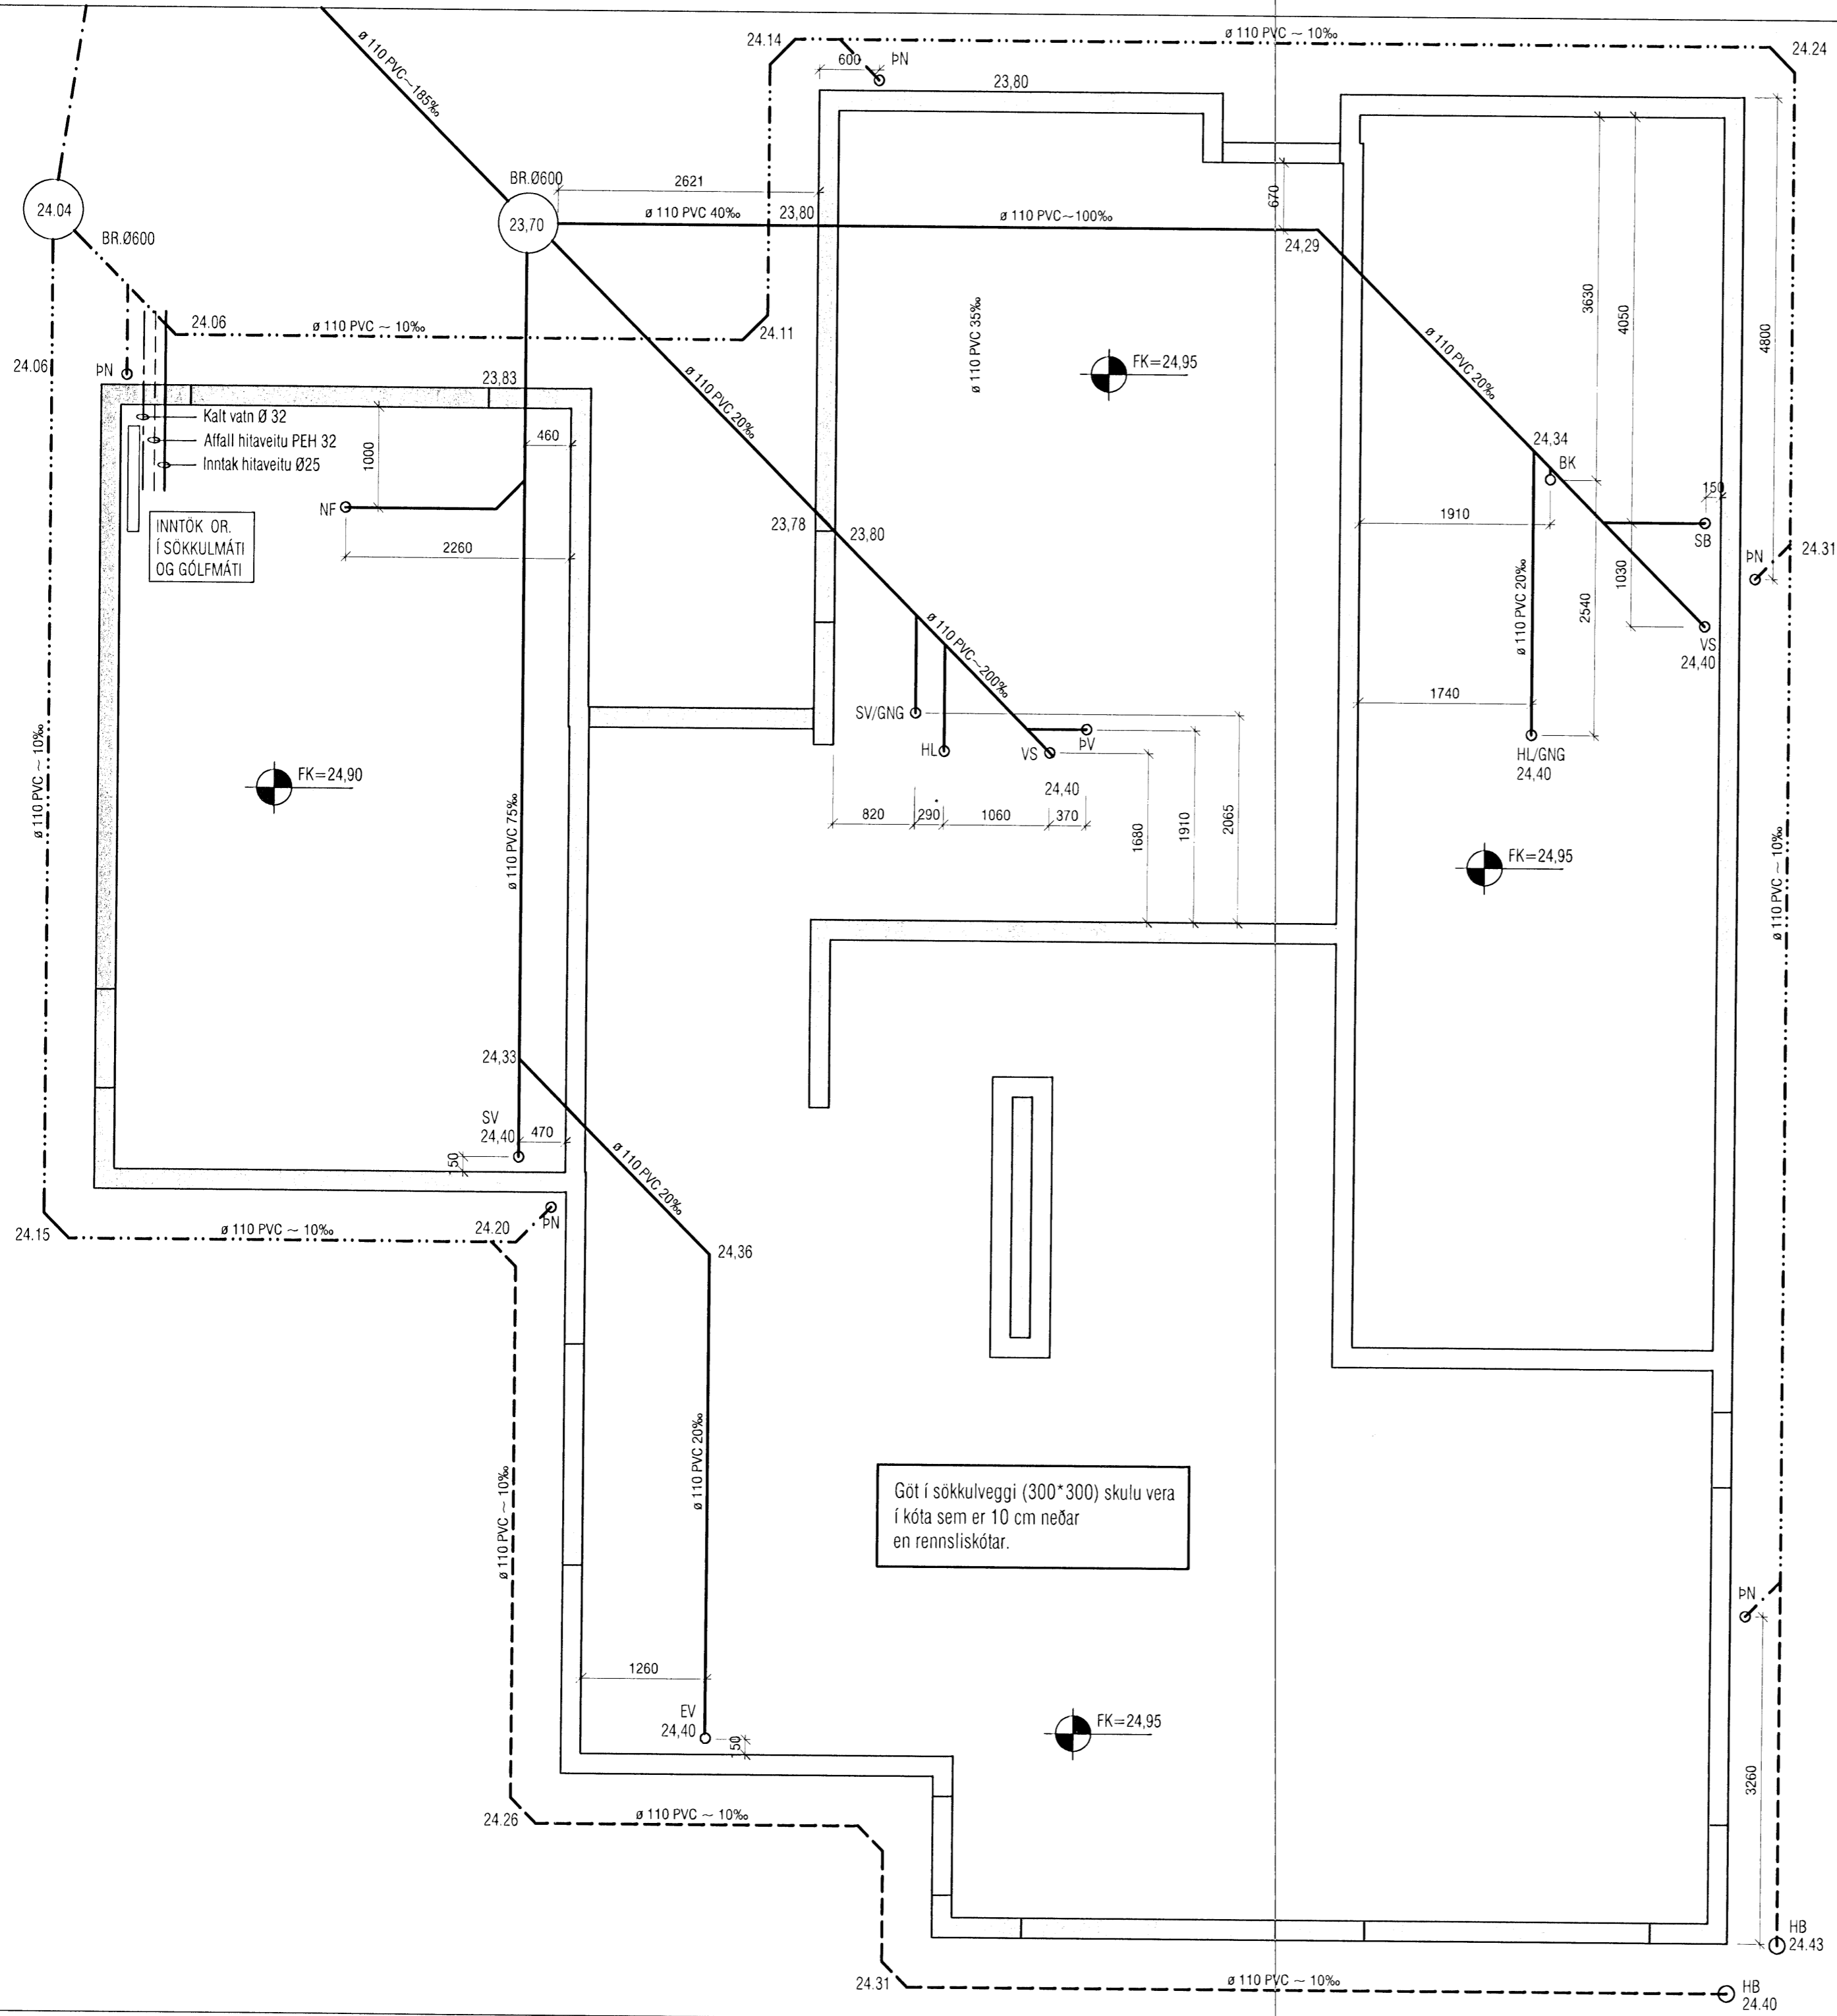 ø 110 PVC ~ 10‰
24.14
24.24
600
ÞN
23,80
ø 110 PVC~185‰
24.04
BR.Ø600
BR.Ø600
23,70
2621
ø 110 PVC 40‰
23,80
ø 110 PVC~100‰
670
24,29
3630
4050
4800
24.06
ø 110 PVC ~ 10‰
24.11
24.06
ÞN
23,83
ø 110 PVC 35‰
FK=24,95
ø 110 PVC 20‰
ø 110 PVC 20‰
Kalt vatn Ø 32
Affall hitaveitu PEH 32
Inntak hitaveitu Ø25
1000
460
NF
2260
INNTÖK OR.
Í SÖKKULMÁTI
OG GÓLFMÁTI
24,34
BK
150
1910
SB
24.31
ÞN
23,78
23,80
1030
2540
ø 110 PVC 20‰
VS
24,40
ø 110 PVC~200‰
1740
SV/GNG
HL
VS
ÞV
24,40
HL/GNG
24,40
820
290
1060
370
1680
1910
2065
ø 110 PVC ~ 10‰
FK=24,90
ø 110 PVC 75‰
FK=24,95
ø 110 PVC ~ 10‰
24,33
SV
24,40
470
150
ø 110 PVC 20‰
24.15
ø 110 PVC ~ 10‰
24.20
ÞN
24,36
ø 110 PVC 20‰
ø 110 PVC ~ 10‰
Göt í sökkulveggi (300*300) skulu vera
í kóta sem er 10 cm neðar
en rennsliskótar.
ÞN
1260
EV
24,40
150
FK=24,95
3260
24.26
ø 110 PVC ~ 10‰
HB
24.43
24.31
ø 110 PVC ~ 10‰
HB
24.40